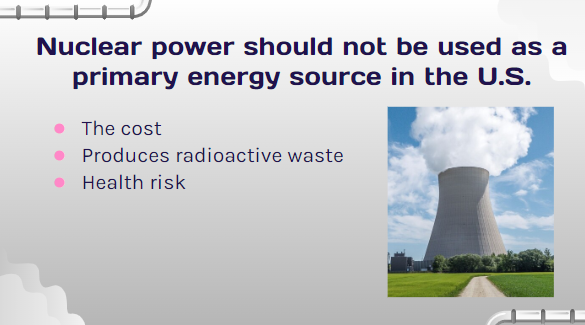 Nuclear power should not be used as a
primary energy source in the U.S.
The cost
Produces radioactive waste
Health risk